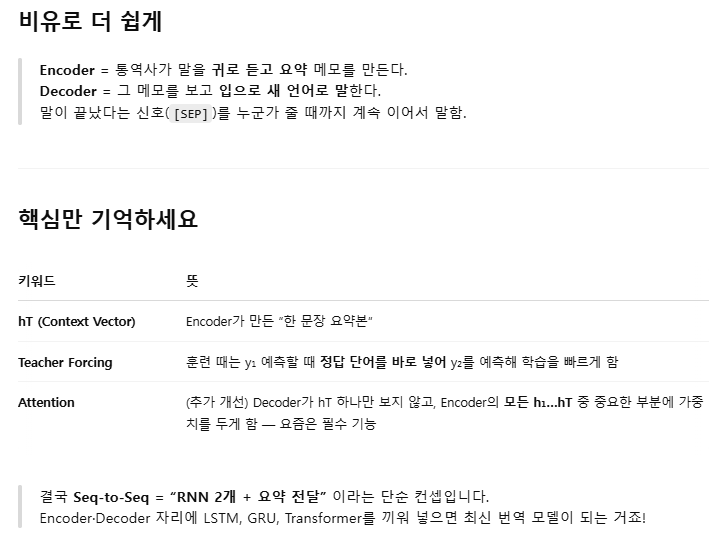 비유로 더 쉽게
Encoder = 통역사가 말을 귀로 듣고 요약 메모를 만든다.
Decoder = 그 메모를 보고 입으로 새 언어로 말한다.
말이 끝났다는 신호([SEP])를 누군가 줄 때까지 계속 이어서 말함.
핵심만 기억하세요
키워드 뜻
hT (Context Vector) Encoder가 만든 “한 문장 요약본”
Teacher Forcing 훈련 때는 y₁ 예측할 때 정답 단어를 바로 넣어 y₂를 예측해 학습을 빠르게 함
Attention (추가 개선) Decoder가 hT 하나만 보지 않고, Encoder의 모든 h₁…hT 중 중요한 부분에 가중
치를 두게 함 — 요즘은 필수 기능
결국 Seq-to-Seq = “RNN 2개 + 요약 전달” 이라는 단순 컨셉입니다.
Encoder·Decoder 자리에 LSTM, GRU, Transformer를 끼워 넣으면 최신 번역 모델이 되는 거죠!